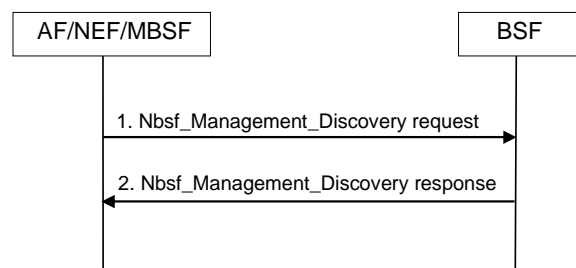 AF/NEF/MBSF
BSF
1. Nbsf_Management_Discovery request
2. Nbsf_Management_Discovery response